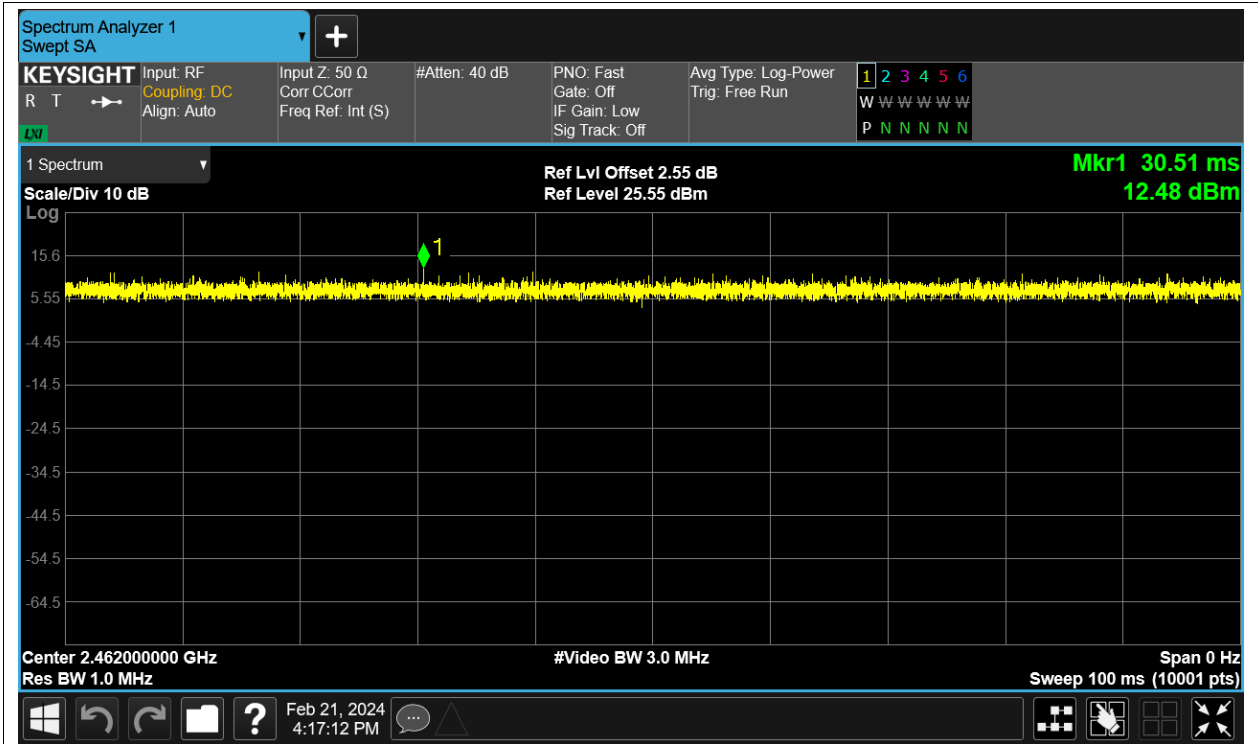 Spectrum Analyzer 1
Swept SA
KEYSIGHT
R T
LXI
Input: RF
Coupling: DC
Align: Auto
Input Z: 50 Ω
Corr CCorr
Freq Ref: Int (S)
#Atten: 40 dB
PNO: Fast
Gate: Off
IF Gain: Low
Sig Track: Off
Avg Type: Log-Power
Trig: Free Run
1 2 3 4 5 6
W W W W W W
P N N N N N
1 Spectrum
Scale/Div 10 dB
Log
Ref Lvl Offset 2.55 dB
Ref Level 25.55 dBm
Mkr1 30.51 ms
12.48 dBm
1
15.6
5.55
-4.45
-14.5
-24.5
-34.5
-44.5
-54.5
-64.5
Center 2.462000000 GHz
Res BW 1.0 MHz
#Video BW 3.0 MHz
Span 0 Hz
Sweep 100 ms (10001 pts)
?
Feb 21, 2024
4:17:12 PM